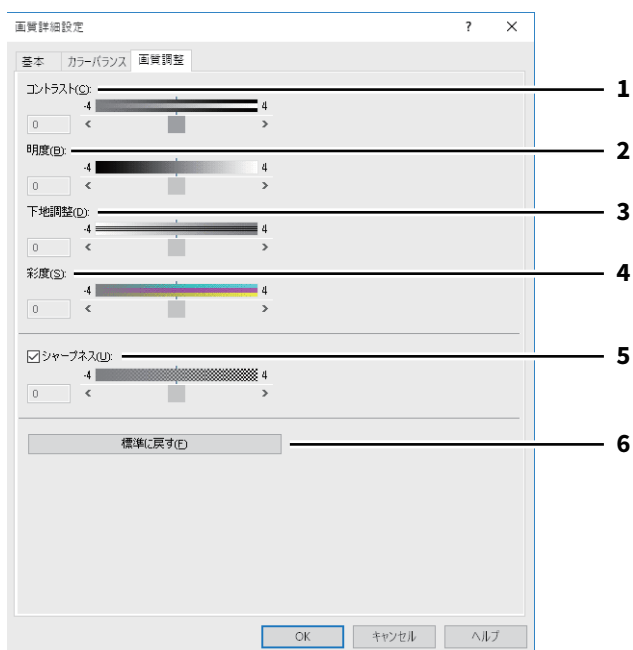 画質詳細設定 ? ×
基本 カラーバランス 画質調整
コントラスト(C): 1
-4 4
0 < >
明度(B): 2
-4 4
0 < >
下地調整(D): 3
-4 4
0 < >
彩度(S): 4
-4 4
0 < >
シャープネス(U): 5
-4 4
0 < >
標準に戻す(F) 6
OK キャンセル ヘルプ